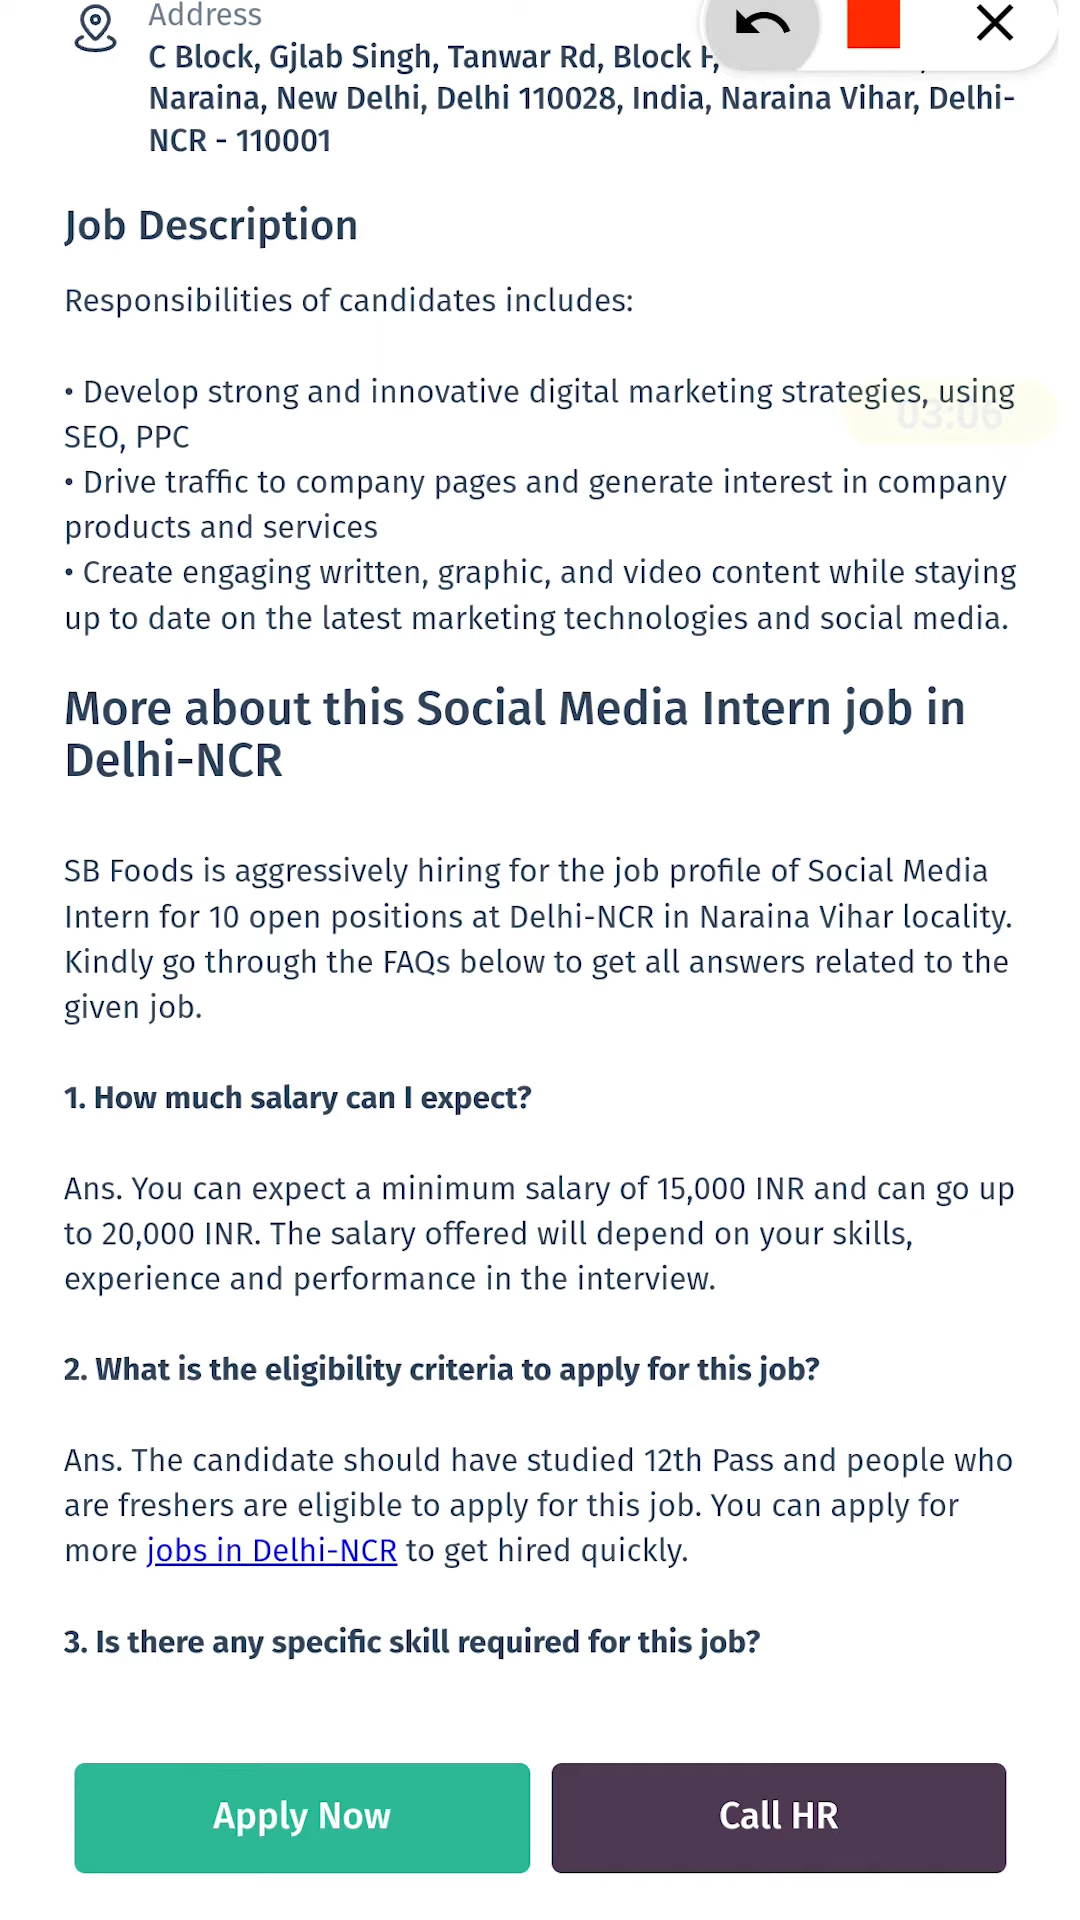 Address
C Block, Gjlab Singh, Tanwar Rd, Block
Naraina, New Delhi, Delhi 110028, India, Naraina Vihar, Delhi-
NCR - 110001
Job Description
Responsibilities of candidates includes:
• Develop strong and innovative digital marketing strategies, using
03:06
SEO, PPC
• Drive traffic to company pages and generate interest in company
products and services
• Create engaging written, graphic, and video content while staying
up to date on the latest marketing technologies and social media.
More about this Social Media Intern job in
Delhi-NCR
SB Foods is aggressively hiring for the job profile of Social Media
Intern for 10 open positions at Delhi-NCR in Naraina Vihar locality.
Kindly go through the FAQs below to get all answers related to the
given job.
1. How much salary can I expect?
Ans. You can expect a minimum salary of 15,000 INR and can go up
to 20,000 INR. The salary offered will depend on your skills,
experience and performance in the interview.
2. What is the eligibility criteria to apply for this job?
Ans. The candidate should have studied 12th Pass and people who
are freshers are eligible to apply for this job. You can apply for
more jobs in Delhi-NCR to get hired quickly.
3. Is there any specific skill required for this job?
Apply Now
Call HR